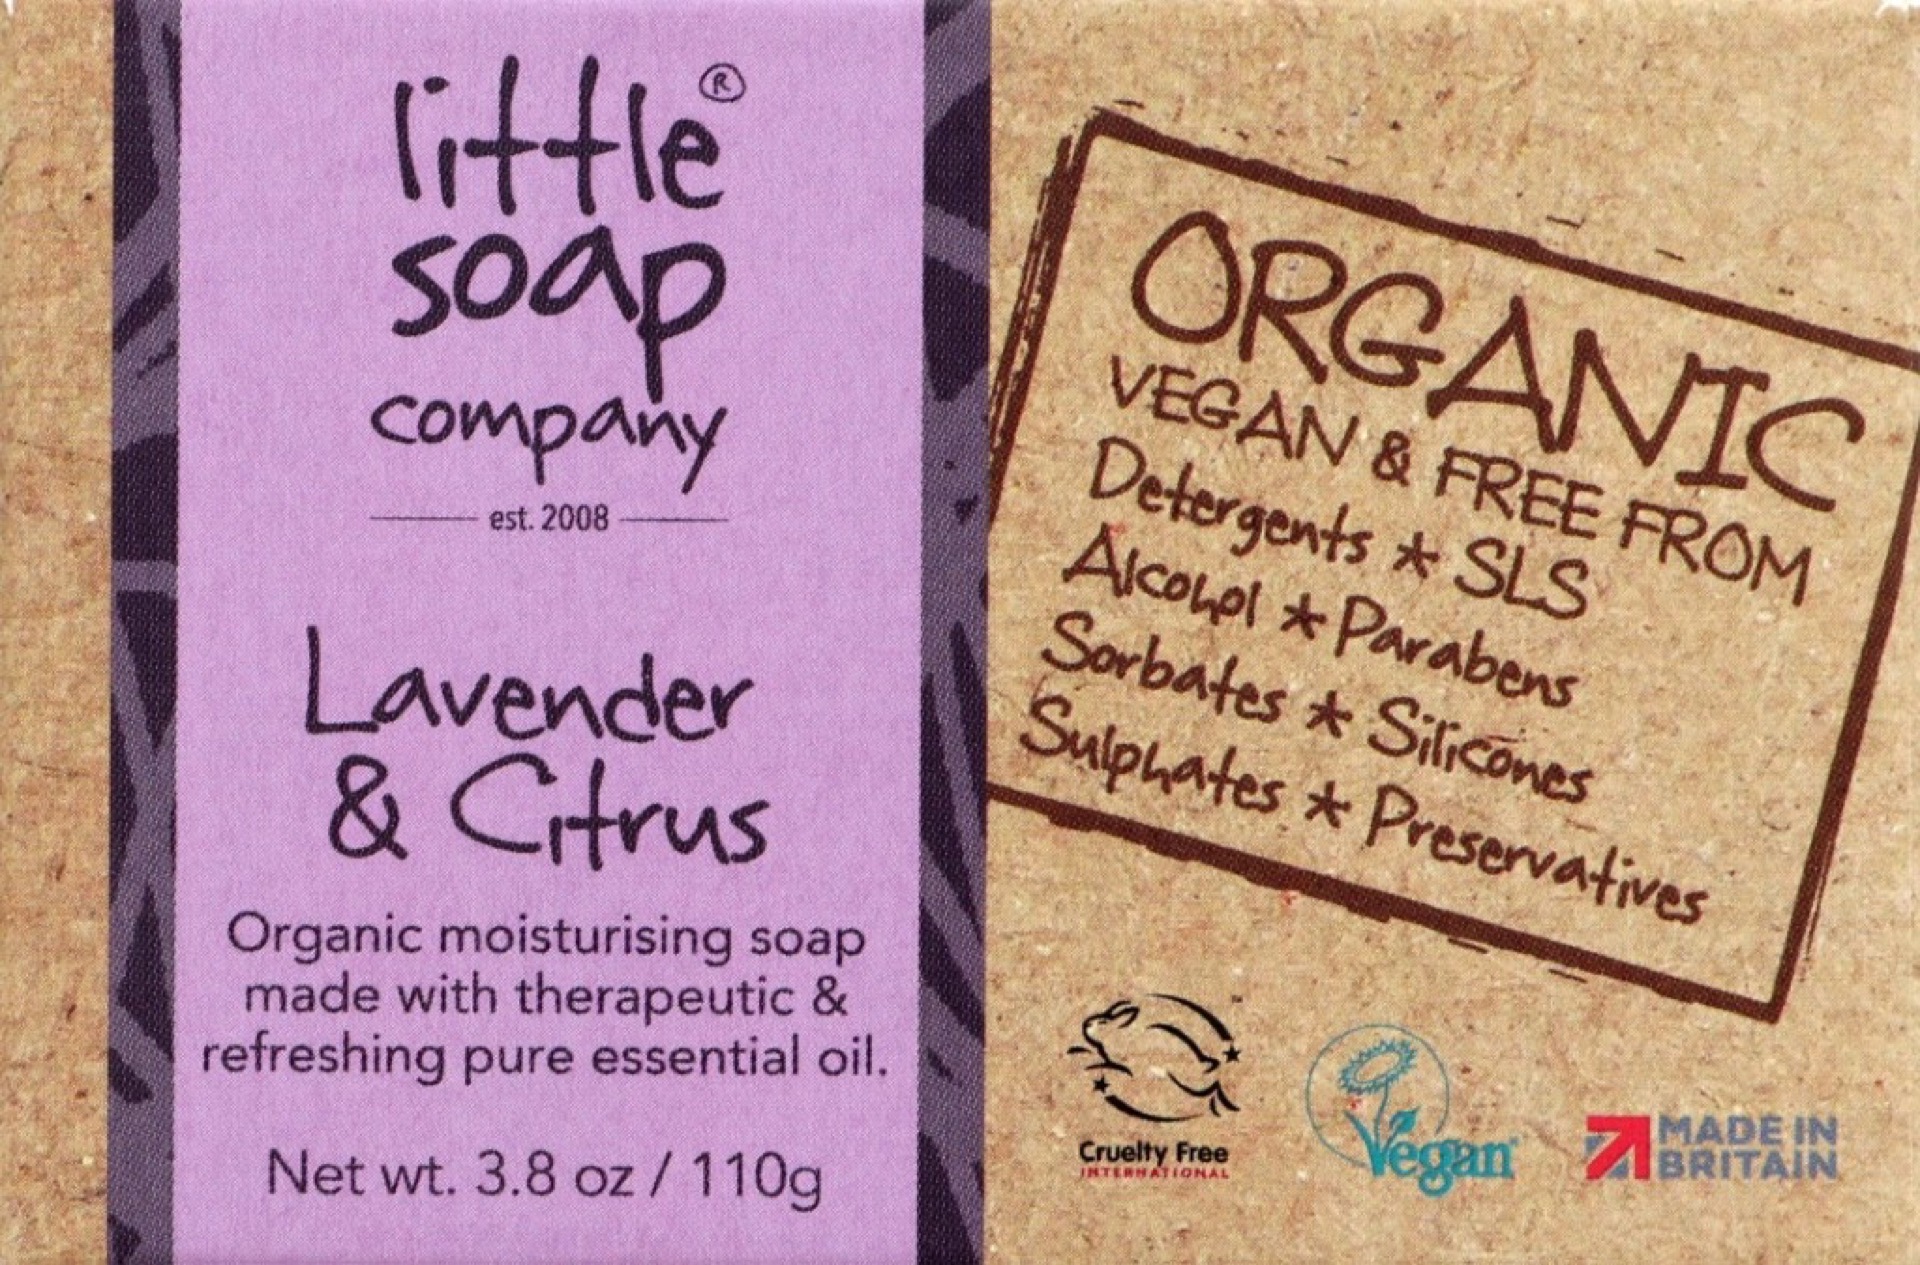 little®
soap
company
est. 2008
Lavender
& Citrus
Organic moisturising soap
made with therapeutic &
refreshing pure essential oil.
Net wt. 3.8 oz / 110g
ORGANIC
VEGAN & FREE FROM
Detergents * SLS
Alcohol * Parabens
Sorbates * Silicones
Sulphates * Preservatives
Cruelty Free
INTERNATIONAL
Vegan
MADE IN
BRITAIN